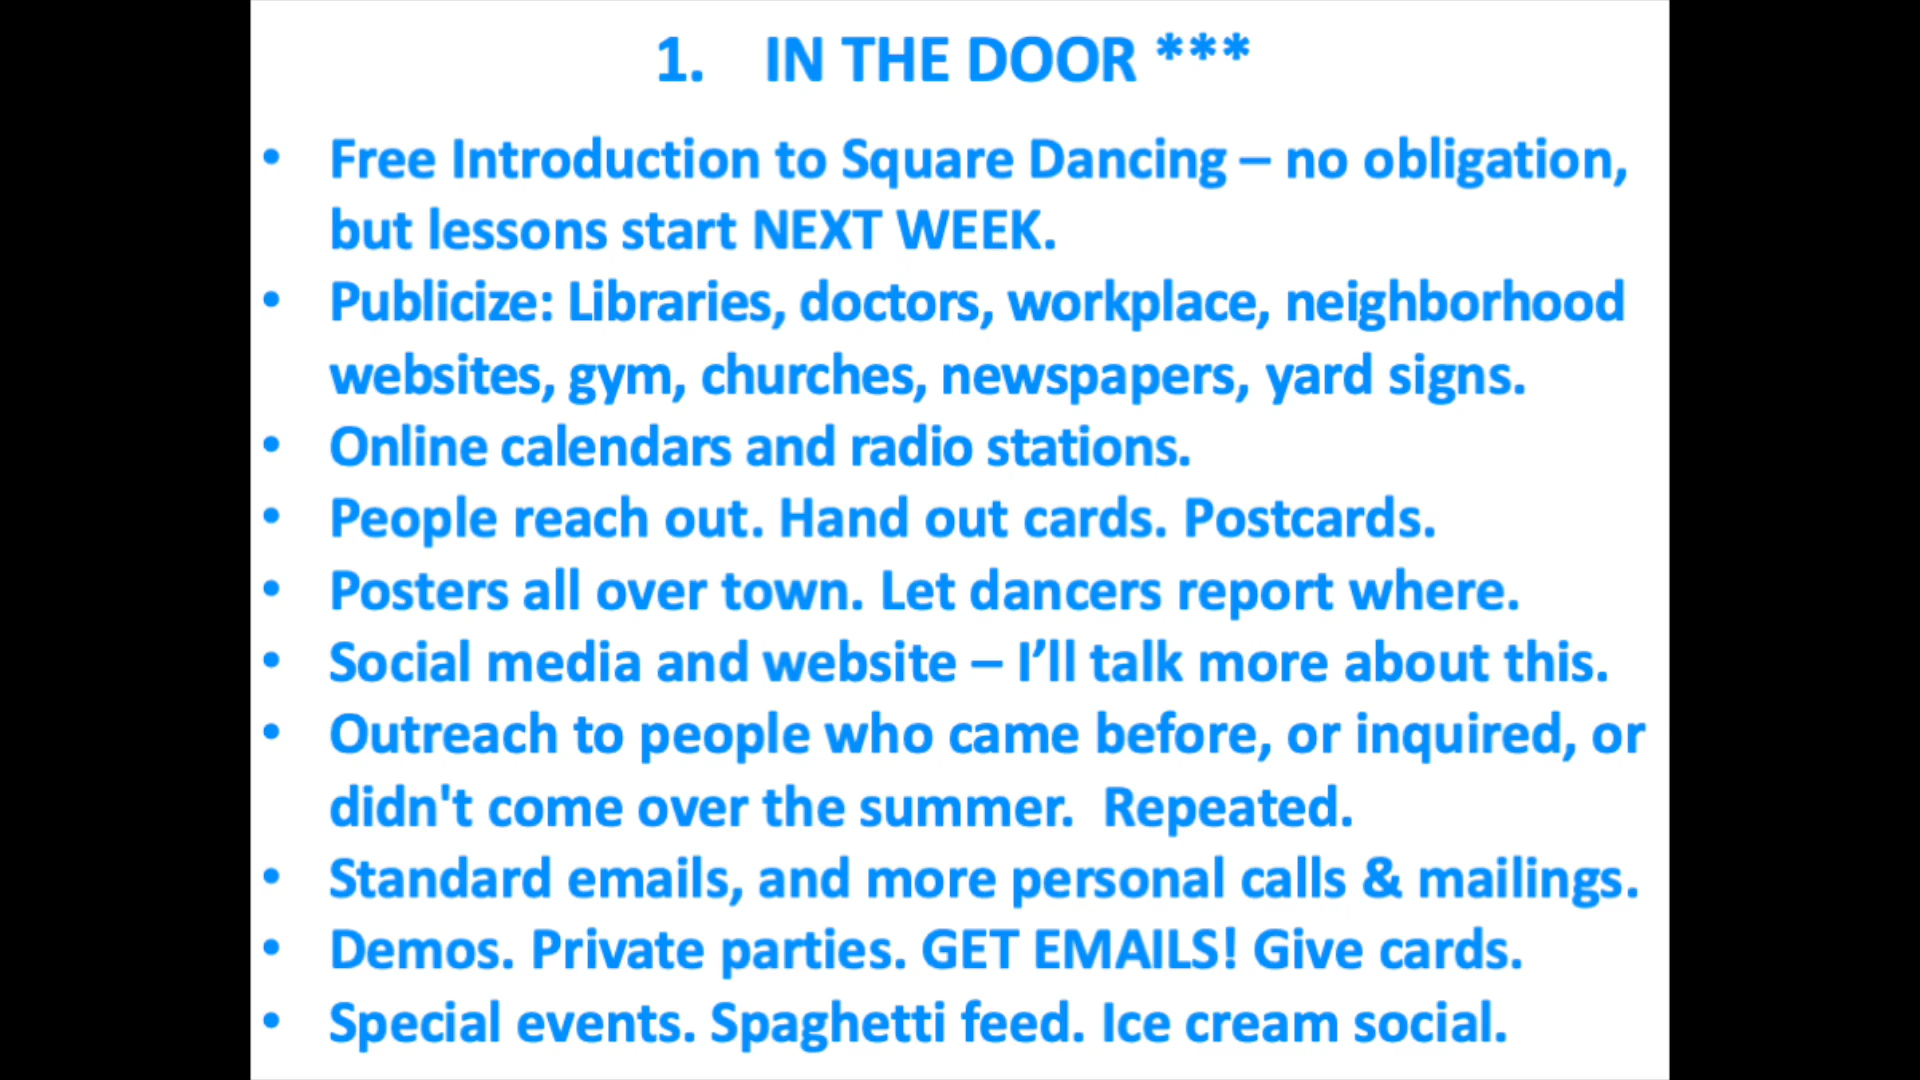 1. IN THE DOOR ***
• Free Introduction to Square Dancing – no obligation,
but lessons start NEXT WEEK.
• Publicize: Libraries, doctors, workplace, neighborhood
websites, gym, churches, newspapers, yard signs.
• Online calendars and radio stations.
• People reach out. Hand out cards. Postcards.
• Posters all over town. Let dancers report where.
• Social media and website – I’ll talk more about this.
• Outreach to people who came before, or inquired, or
didn't come over the summer.  Repeated.
• Standard emails, and more personal calls & mailings.
• Demos. Private parties. GET EMAILS! Give cards.
• Special events. Spaghetti feed. Ice cream social.